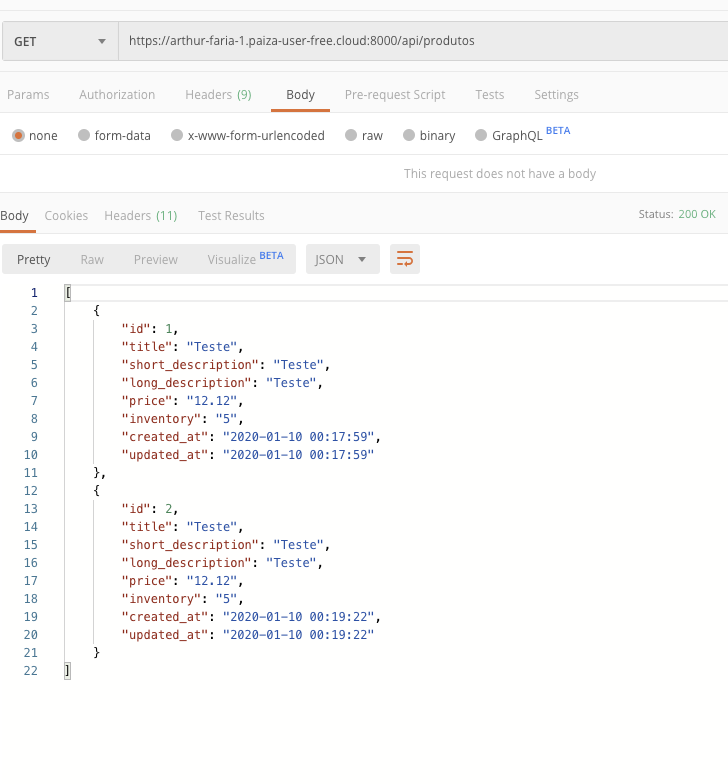 GET https://arthur-faria-1.paiza-user-free.cloud:8000/api/produtos
Params Authorization Headers (9) Body Pre-request Script Tests Settings
none form-data x-www-form-urlencoded raw binary GraphQL BETA
This request does not have a body
Body Cookies Headers (11) Test Results Status: 200 OK
Pretty Raw Preview Visualize BETA JSON
1 [
2 {
3 "id": 1,
4 "title": "Teste",
5 "short_description": "Teste",
6 "long_description": "Teste",
7 "price": "12.12",
8 "inventory": "5",
9 "created_at": "2020-01-10 00:17:59",
10 "updated_at": "2020-01-10 00:17:59"
11 },
12 {
13 "id": 2,
14 "title": "Teste",
15 "short_description": "Teste",
16 "long_description": "Teste",
17 "price": "12.12",
18 "inventory": "5",
19 "created_at": "2020-01-10 00:19:22",
20 "updated_at": "2020-01-10 00:19:22"
21 }
22 ]